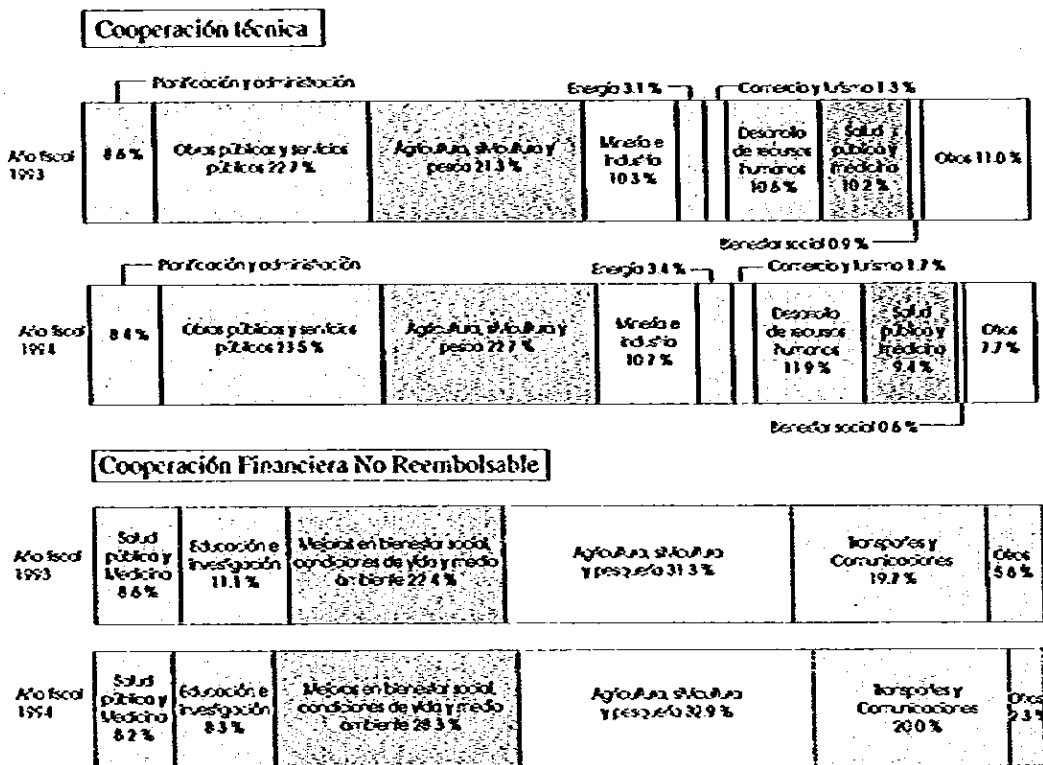 Cooperación técnica
Planificación y administración
Energía 3.1 %
Comercio y turismo 1.3 %
Año fiscal
1993
8.6 %
Obras públicas y servicios
públicos 22.7 %
Agricultura, silvicultura y
pesca 21.3 %
Minería e
industria
10.3 %
Desarrollo
de recursos
humanos
10.6 %
Salud
pública y
medicina
10.2 %
Otros 11.0 %
Bienestar social 0.9 %
Planificación y administración
Energía 3.4 %
Comercio y turismo 1.7 %
Año fiscal
1994
8.4 %
Obras públicas y servicios
públicos 23.5 %
Agricultura, silvicultura y
pesca 22.7 %
Minería e
industria
10.7 %
Desarrollo
de recursos
humanos
11.9 %
Salud
pública y
medicina
9.4 %
Otros
7.7 %
Bienestar social 0.6 %
Cooperación Financiera No Reembolsable
Año fiscal
1993
Salud
pública y
Medicina
8.6 %
Educación e
investigación
11.1 %
Mejoras en bienestar social,
condiciones de vida y medio
ambiente 22.4 %
Agricultura, silvicultura
y pesquería 31.3 %
Transportes y
Comunicaciones
19.7 %
Otros
5.6 %
Año fiscal
1994
Salud
pública y
Medicina
8.2 %
Educación e
investigación
8.3 %
Mejoras en bienestar social,
condiciones de vida y medio
ambiente 28.3 %
Agricultura, silvicultura
y pesquería 32.9 %
Transportes y
Comunicaciones
20.0 %
Otros
2.3 %